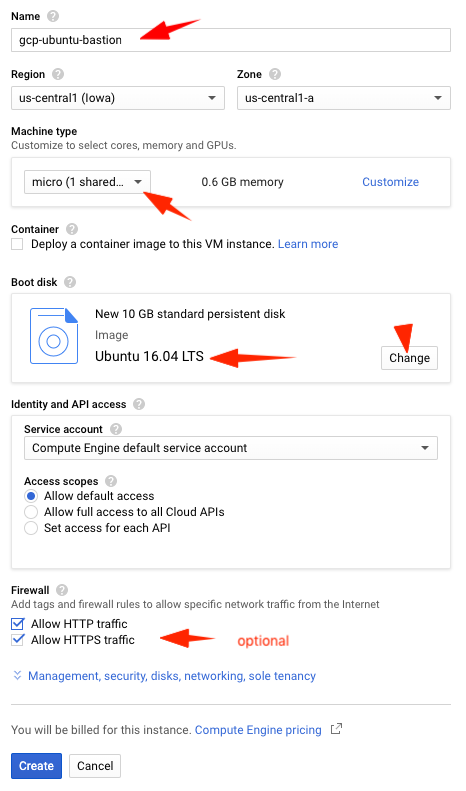 Name ?
gcp-ubuntu-bastion
Region ? Zone ?
us-central1 (Iowa) us-central1-a
Machine type
Customize to select cores, memory and GPUs.
micro (1 shared... 0.6 GB memory Customize
Container ?
Deploy a container image to this VM instance. Learn more
Boot disk ?
New 10 GB standard persistent disk
Image
Ubuntu 16.04 LTS
Change
Identity and API access ?
Service account ?
Compute Engine default service account
Access scopes ?
Allow default access
Allow full access to all Cloud APIs
Set access for each API
Firewall ?
Add tags and firewall rules to allow specific network traffic from the Internet
Allow HTTP traffic
Allow HTTPS traffic optional
Management, security, disks, networking, sole tenancy
You will be billed for this instance. Compute Engine pricing
Create Cancel